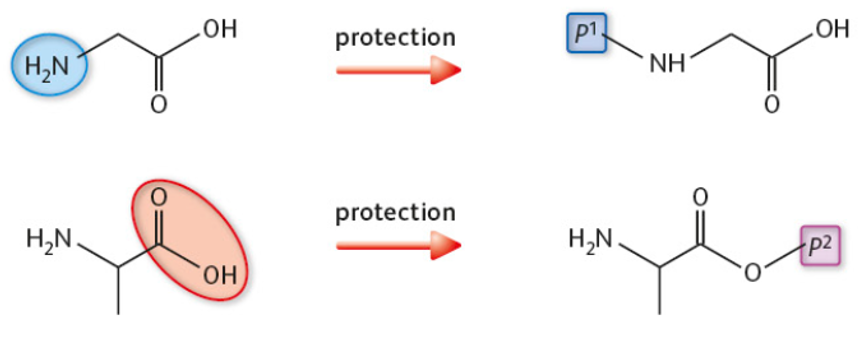 H₂N OH O protection P¹ NH OH O
H₂N O OH protection H₂N O O P²